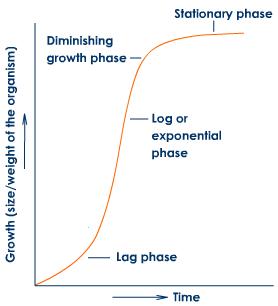 Stationary phase
Diminishing
growth phase
Log or
exponential
phase
Lag phase
Growth (size/weight of the organism)
Time